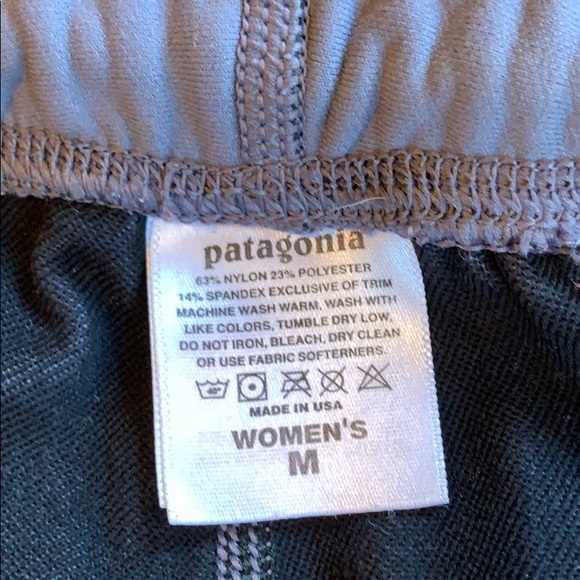 patagonia
63% NYLON 23% POLYESTER
14% SPANDEX EXCLUSIVE OF TRIM
MACHINE WASH WARM, WASH WITH
LIKE COLORS, TUMBLE DRY LOW.
DO NOT IRON, BLEACH, DRY CLEAN
OR USE FABRIC SOFTENERS.
MADE IN USA
WOMEN'S
M